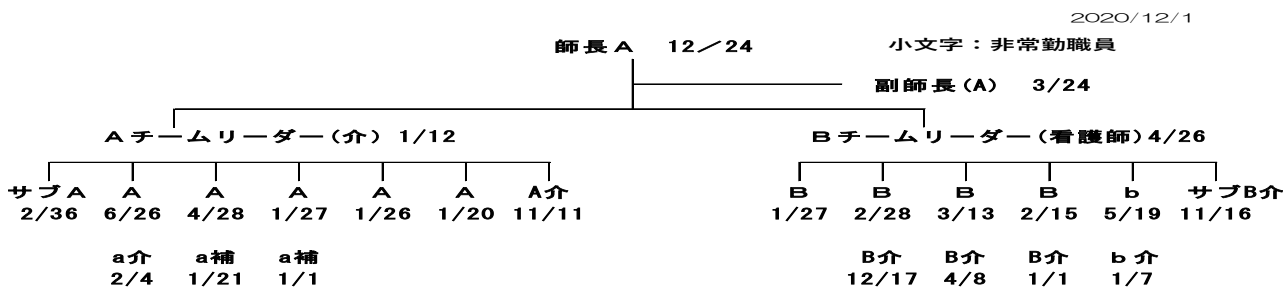 2020/12/1
師長A 12／24 小文字：非常勤職員
副師長(A) 3/24
Aチームリーダー(介) 1/12 Bチームリーダー(看護師)4/26
サブA A A A A A A介 B B B B b サブB介
2/36 6/26 4/28 1/27 1/26 1/20 11/11 1/27 2/28 3/13 2/15 5/19 11/16
a介 a補 a補 B介 B介 B介 b介
2/4 1/21 1/1 12/17 4/8 1/1 1/7